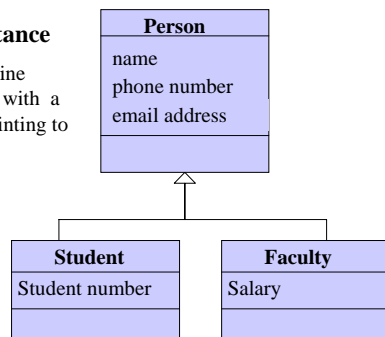 tance
ine
with a
inting to
Person
name
phone number
email address
Student
Student number
Faculty
Salary